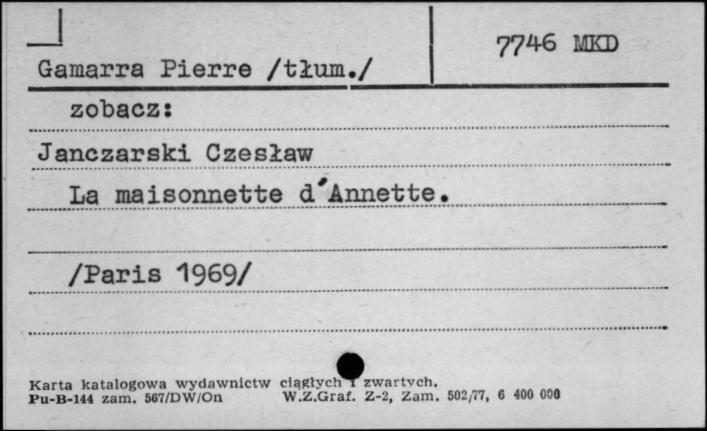 7746 MKD
Gamarra Pierre /tłum./
zobacz:
Janczarski Czesław
La maisonnette d'Annette.
/Paris 1969/
Karta katalogowa wydawnictw ciągłych i zwartych.
Pu-B-144 zam. 567/DW/On W.Z.Graf. Z-2, Zam. 502/77, 6 400 000